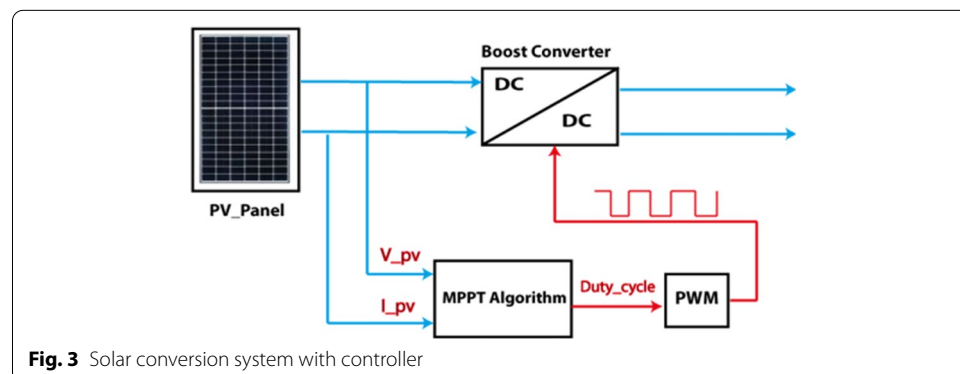 Boost Converter
DC
DC
PV_Panel
V_pv
I_pv
MPPT Algorithm
Duty_cycle
PWM
Fig. 3 Solar conversion system with controller